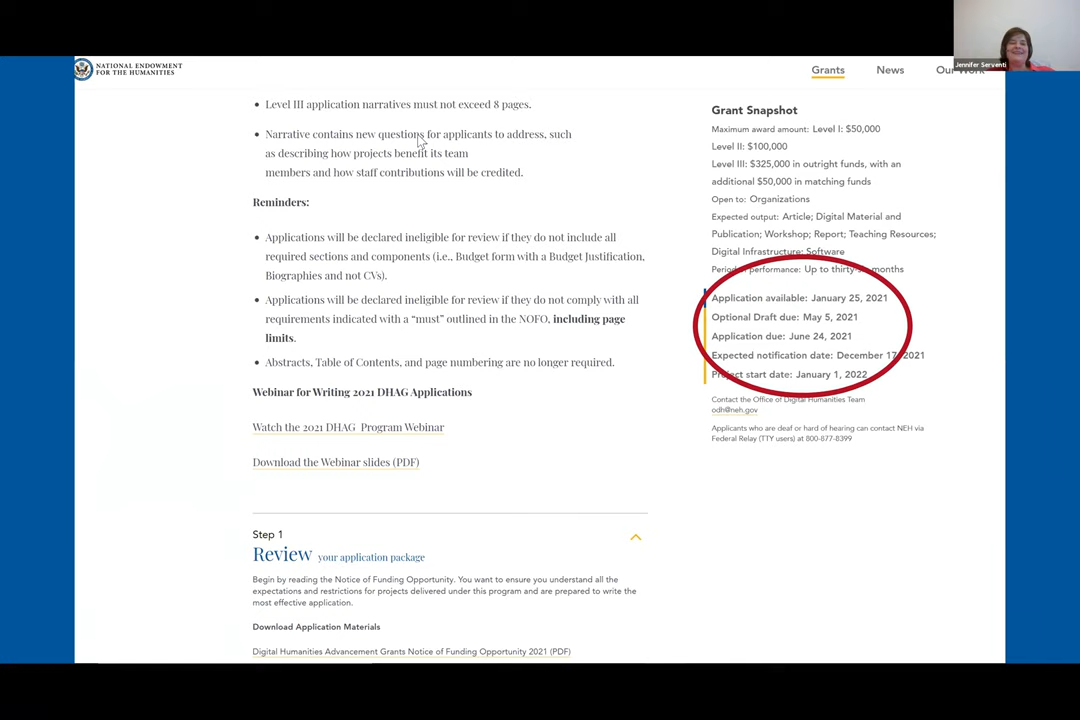 Jennifer Serventi
NATIONAL ENDOWMENT
FOR THE HUMANITIES
Grants
News
Our Work
Level III application narratives must not exceed 8 pages.
Narrative contains new questions for applicants to address, such
as describing how projects benefit its team
members and how staff contributions will be credited.
Reminders:
Applications will be declared ineligible for review if they do not include all
required sections and components (i.e., Budget form with a Budget Justification,
Biographies and not CVs).
Applications will be declared ineligible for review if they do not comply with all
requirements indicated with a “must” outlined in the NOFO, including page
limits.
Abstracts, Table of Contents, and page numbering are no longer required.
Webinar for Writing 2021 DHAG Applications
Watch the 2021 DHAG Program Webinar
Download the Webinar slides (PDF)
Step 1
Review your application package
Begin by reading the Notice of Funding Opportunity. You want to ensure you understand all the
expectations and restrictions for projects delivered under this program and are prepared to write the
most effective application.
Download Application Materials
Digital Humanities Advancement Grants Notice of Funding Opportunity 2021 (PDF)
Grant Snapshot
Maximum award amount: Level I: $50,000
Level II: $100,000
Level III: $325,000 in outright funds, with an
additional $50,000 in matching funds
Open to: Organizations
Expected output: Article; Digital Material and
Publication; Workshop; Report; Teaching Resources;
Digital Infrastructure; Software
Period of performance: Up to thirty-six months
Application available: January 25, 2021
Optional Draft due: May 5, 2021
Application due: June 24, 2021
Expected notification date: December 17, 2021
Project start date: January 1, 2022
Contact the Office of Digital Humanities Team
odh@neh.gov
Applicants who are deaf or hard of hearing can contact NEH via
Federal Relay (TTY users) at 800-877-8399